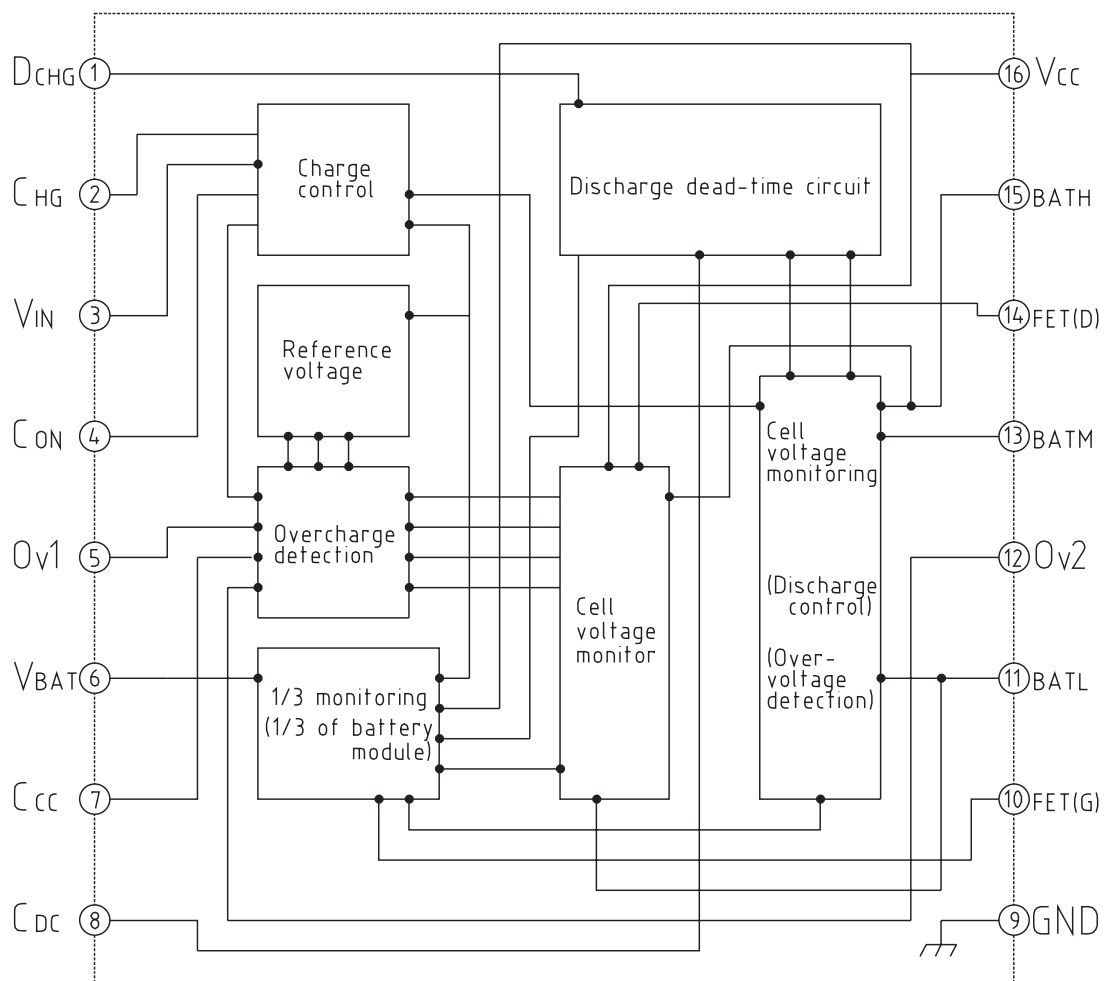 DCHG 1
16 VCC
Charge
control
Discharge dead-time circuit
CHG 2
15 BATH
VIN 3
14 FET(D)
Reference
voltage
CON 4
13 BATM
Cell
voltage
monitoring
Overcharge
detection
OV1 5
12 OV2
(Discharge
control)
Cell
voltage
monitor
(Over-
voltage
detection)
VBAT 6
11 BATL
1/3 monitoring
(1/3 of battery
module)
CCC 7
10 FET(G)
CDC 8
9 GND